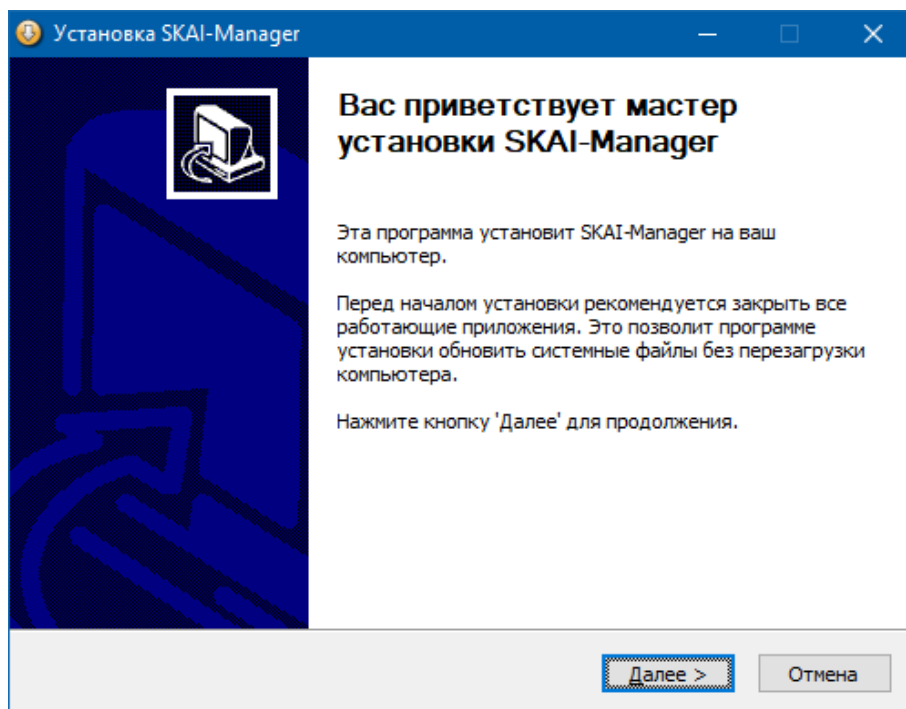 Установка SKAI-Manager
Вас приветствует мастер
установки SKAI-Manager
Эта программа установит SKAI-Manager на ваш
компьютер.
Перед началом установки рекомендуется закрыть все
работающие приложения. Это позволит программе
установки обновить системные файлы без перезагрузки
компьютера.
Нажмите кнопку 'Далее' для продолжения.
Далее >
Отмена